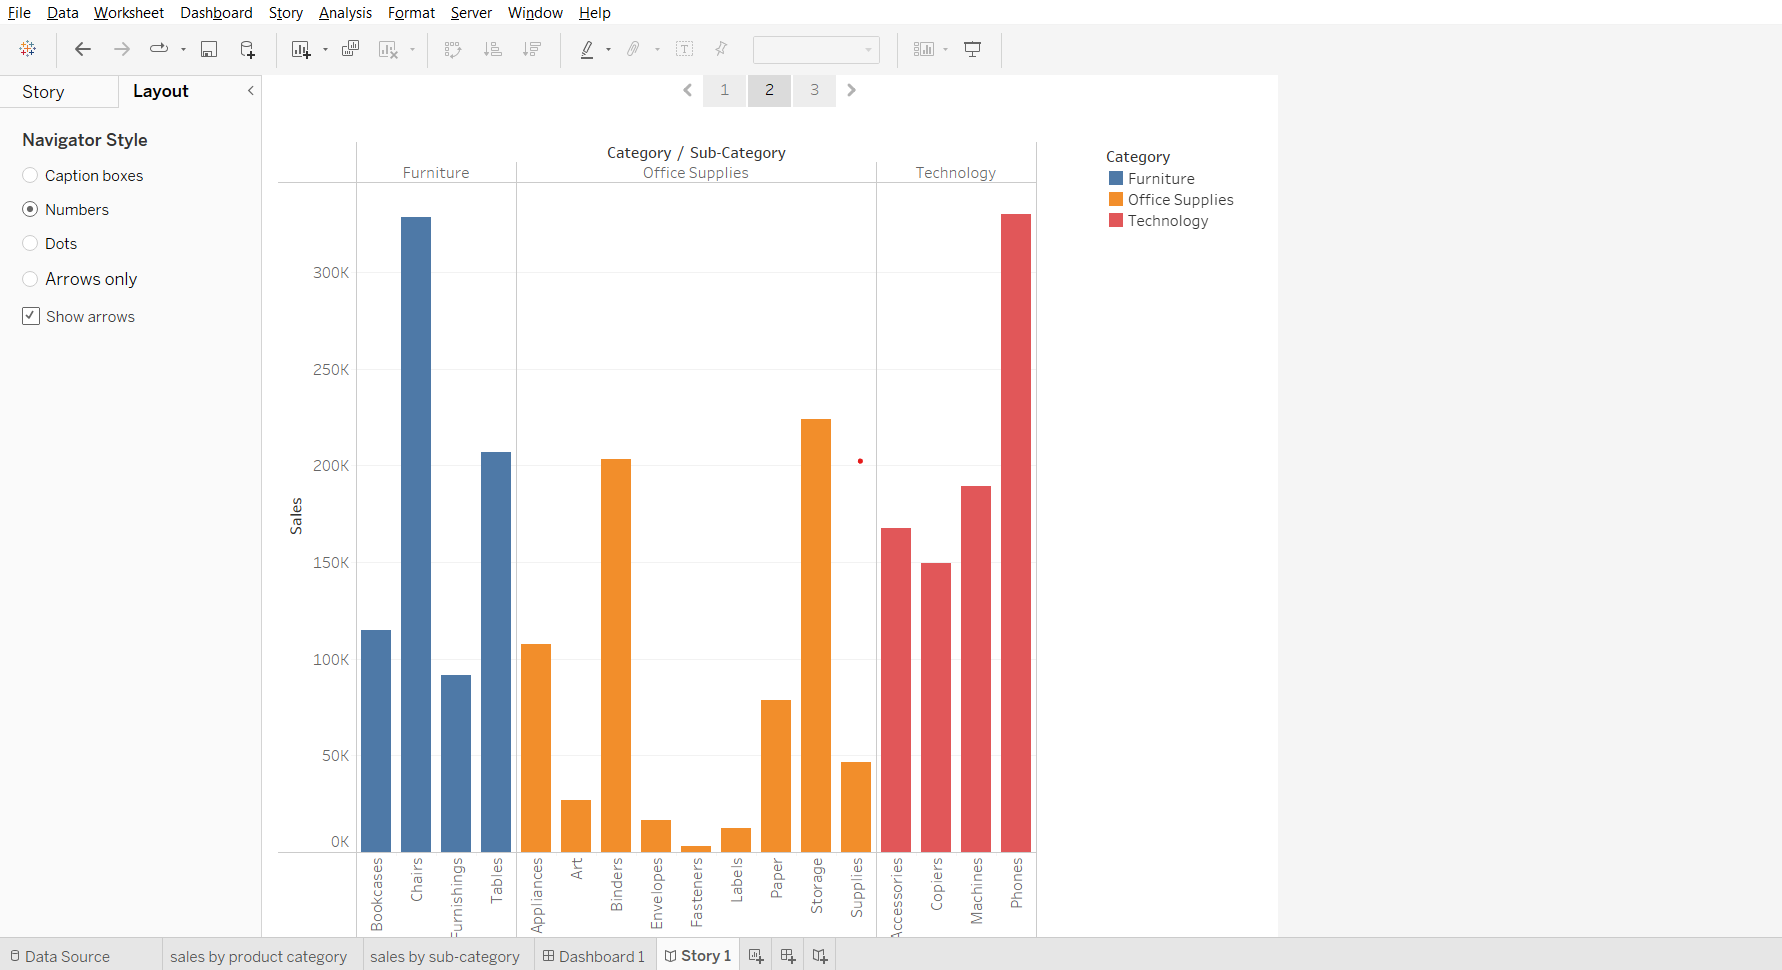 File Data Worksheet Dashboard Story Analysis Format Server Window Help
Story Layout
Navigator Style
Caption boxes
Numbers
Dots
Arrows only
Show arrows
1 2 3
Category / Sub-Category
Furniture Office Supplies Technology
300K
250K
200K
150K
100K
50K
0K
Sales
Bookcases
Chairs
Furnishings
Tables
Appliances
Art
Binders
Envelopes
Fasteners
Labels
Paper
Storage
Supplies
Accessories
Copiers
Machines
Phones
Category
Furniture
Office Supplies
Technology
Data Source sales by product category sales by sub-category Dashboard 1 Story 1